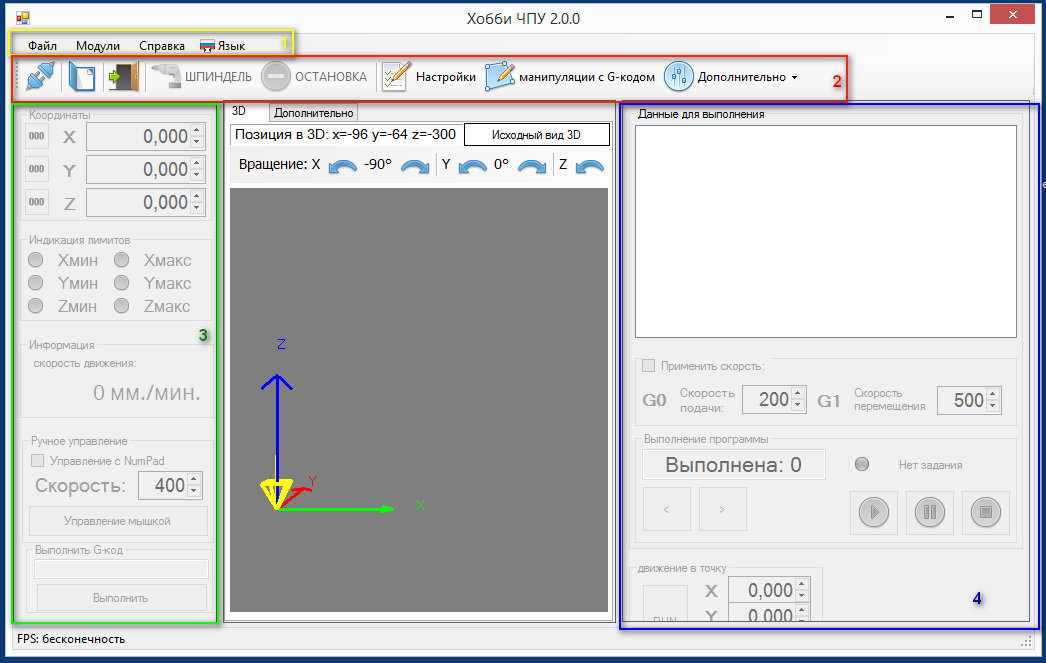 Хобби ЧПУ 2.0.0
Файл Модули Справка Язык 1
ШПИНДЕЛЬ ОСТАНОВКА Настройки манипуляции с G-кодом Дополнительно 2
Координаты
000 X 0,000
000 Y 0,000
000 Z 0,000
Индикация лимитов
Xмин Xмакс
Yмин Yмакс
Zмин Zмакс
3
Информация
скорость движения:
0 мм./мин.
Ручное управление
Управление с NumPad
Скорость: 400
Управление мышкой
Выполнить G-код
Выполнить
3D Дополнительно
Позиция в 3D: x=-96 y=-64 z=-300 Исходный вид 3D
Вращение: X -90° Y 0° Z
Z
Y
X
Данные для выполнения
Применить скорсть:
G0 Скорость подачи: 200 G1 Скорость перемещения 500
Выполнение программы
Выполнена: 0 Нет задания
< >
движение в точку
X 0,000
Y 0,000
RUN
4
FPS: бесконечность